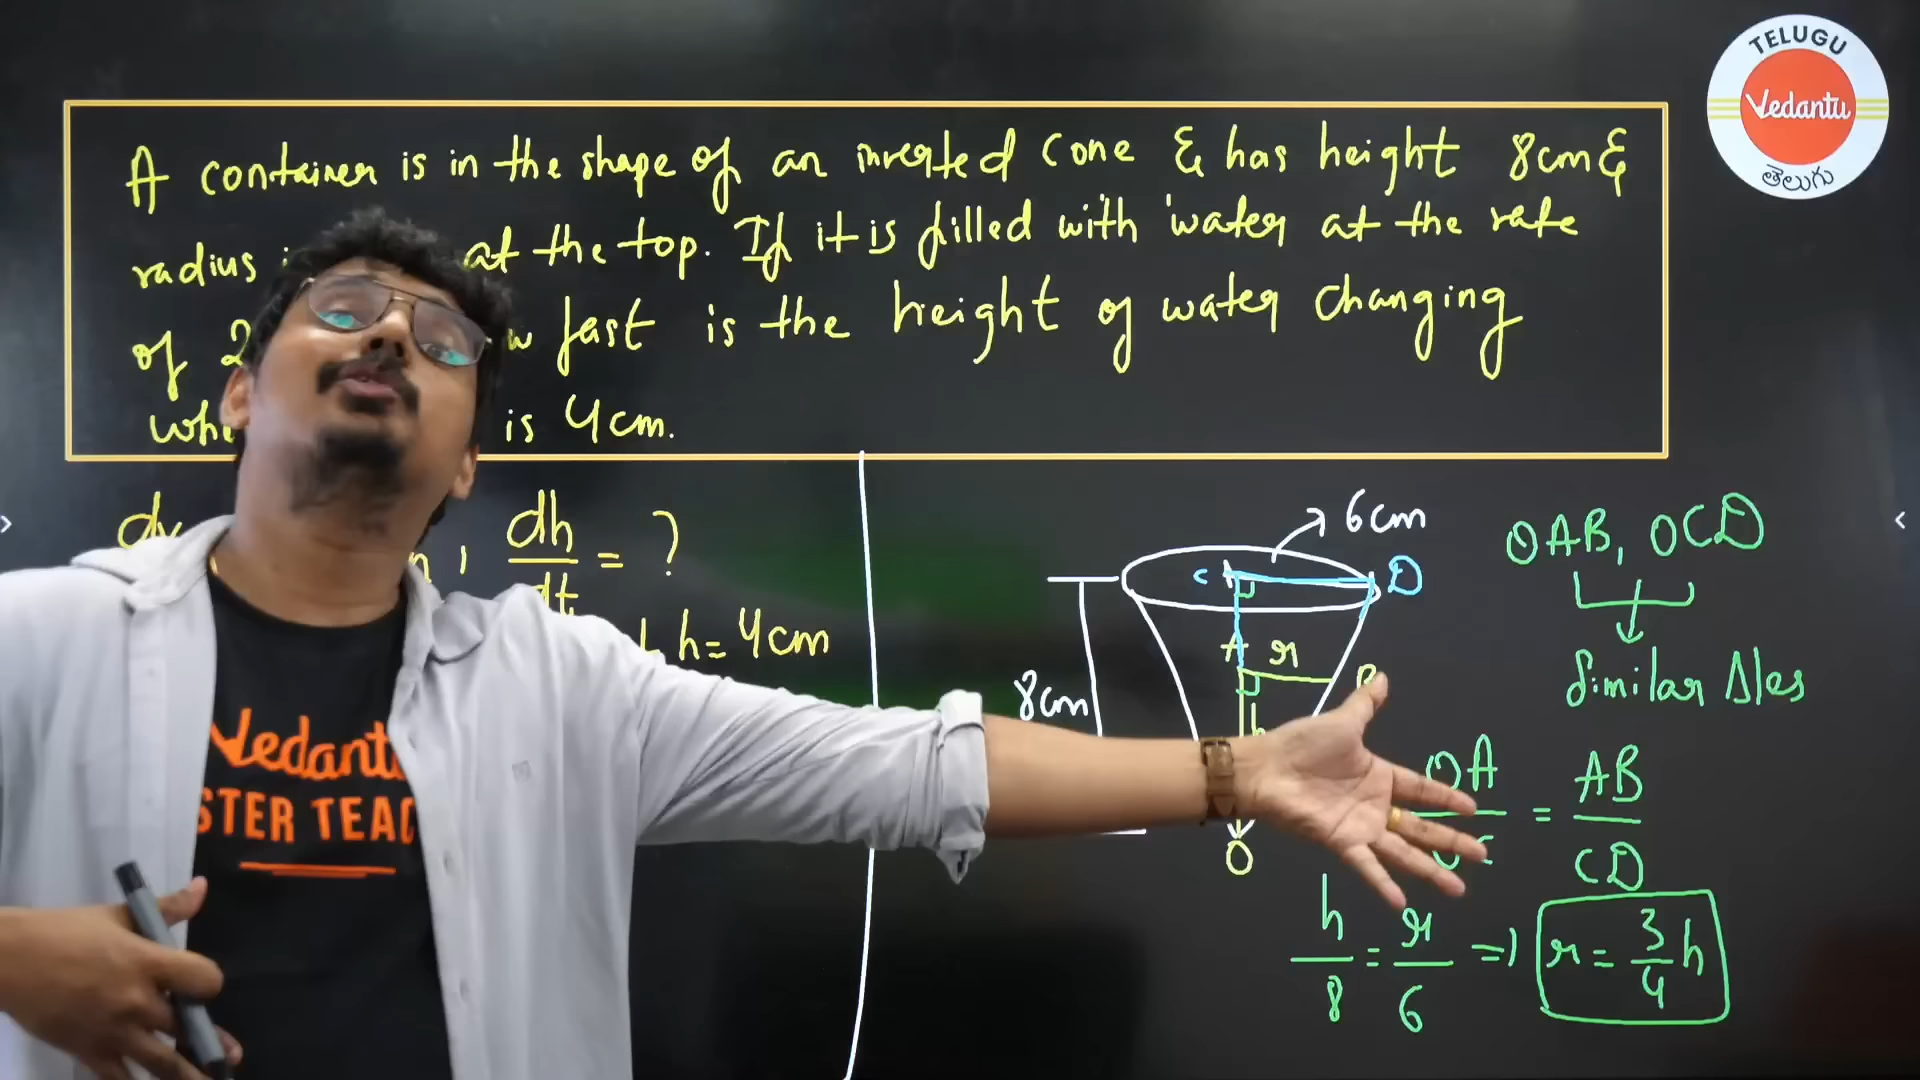 TELUGU
Vedantu
తెలుగు
A container is in the shape of an inverted cone & has height 8cm &
radius at the top. If it is filled with water at the rate
of 2 fast is the height of water changing
is 4cm.
dh/dt = ?
h = 4cm
6cm
C D
A r
8cm
h
O
OAB, OCD
Similar Δles
OA = AB/CD
h/8 = r/6 => r = 3/4 h
Vedantu
STER TEAC